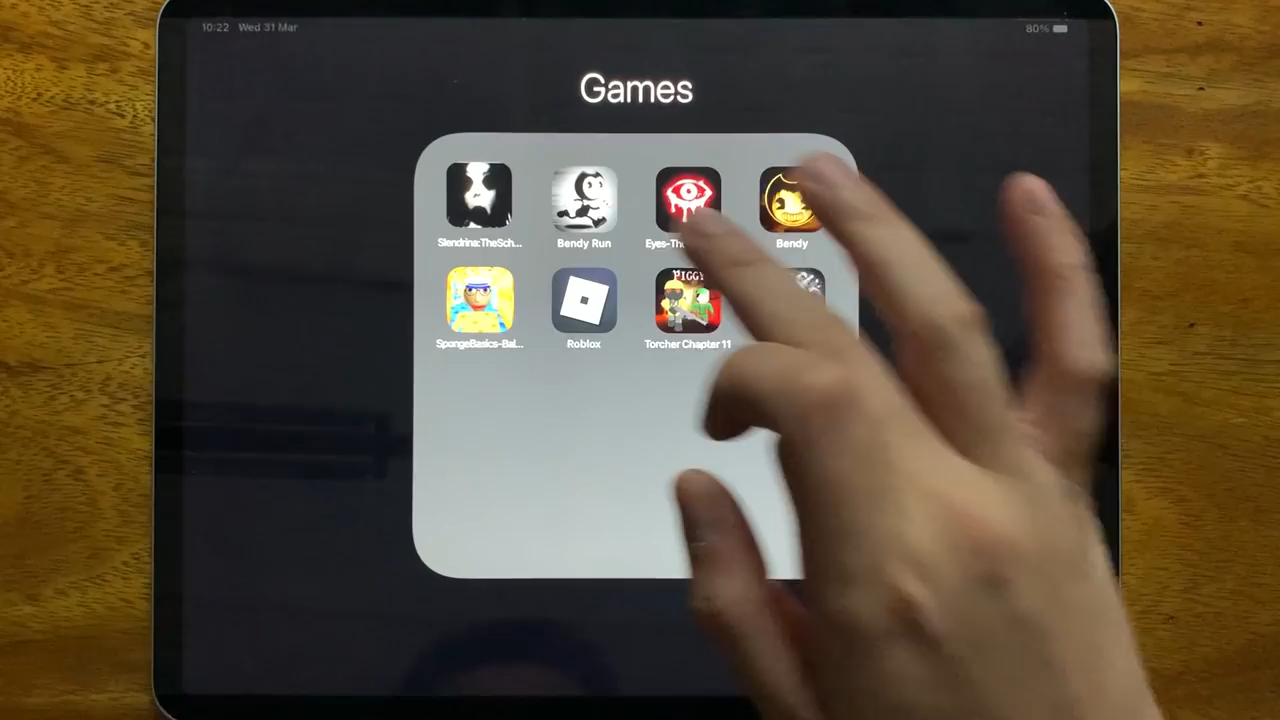 10:22 Wed 31 Mar
80%
Games
Slendrina:TheSch...
Bendy Run
Bendy
PIGGY
SpongeBasics-Bal...
Roblox
Torcher Chapter 11